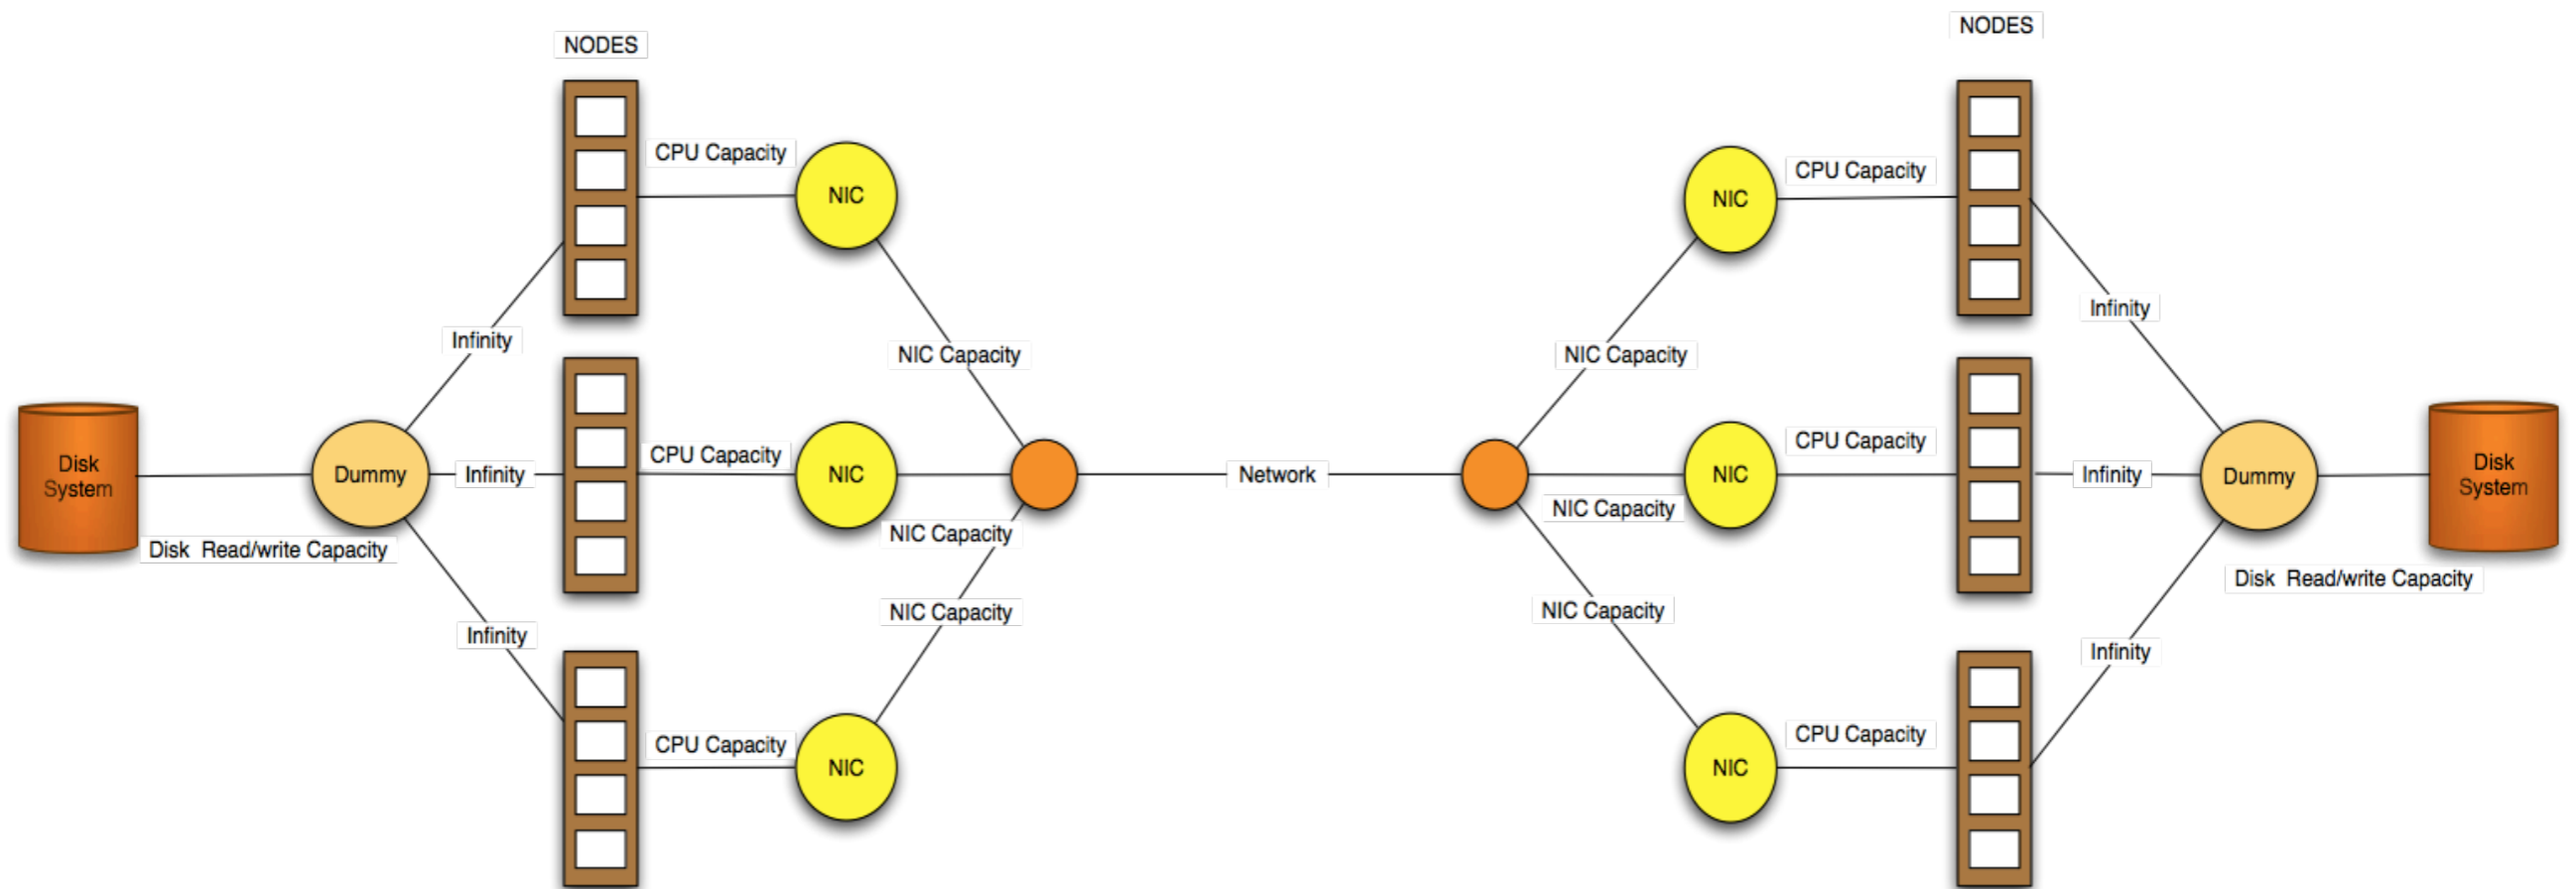 NODES
NODES
CPU Capacity
NIC
NIC
CPU Capacity
Infinity
NIC Capacity
NIC Capacity
Infinity
Disk
System
Dummy
Infinity
CPU Capacity
NIC
Network
NIC
CPU Capacity
Infinity
Dummy
Disk
System
Disk Read/write Capacity
NIC Capacity
NIC Capacity
Disk Read/write Capacity
Infinity
NIC Capacity
NIC Capacity
Infinity
CPU Capacity
NIC
NIC
CPU Capacity